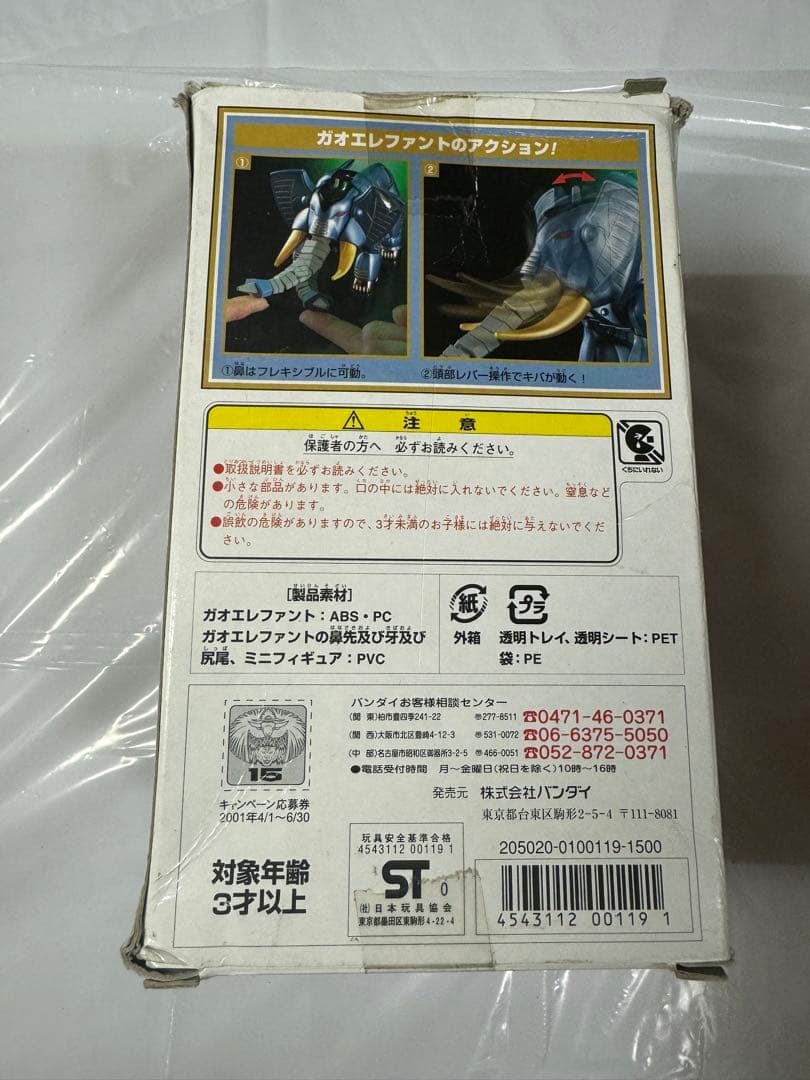 ガオエレファントのアクション!
①
②
①鼻はフレキシブルに可動。
②頭部レバー操作でキバが動く!
注意
保護者の方へ 必ずお読みください。
●取扱説明書を必ずお読みください。
●小さな部品があります。口の中には絶対に入れないでください。窒息など
の危険があります。
●誤飲の危険がありますので、3才未満のお子様には絶対に与えないでくだ
さい。
くちにいれない
[製品素材]
ガオエレファント:ABS・PC
ガオエレファントの鼻先及び牙及び
尻尾、ミニフィギュア:PVC
紙
外箱
プラ
透明トレイ、透明シート:PET
袋:PE
15
キャンペーン応募券
2001年4/1〜6/30
バンダイお客様相談センター
(関 東)柏市豊四季241-22 〒277-8511 ☎0471-46-0371
(関 西)大阪市北区豊崎4-12-3 〒531-0072 ☎06-6375-5050
(中 部)名古屋市昭和区御器所3-2-5 〒466-0051 ☎052-872-0371
●電話受付時間 月〜金曜日(祝日を除く)10時〜16時
発売元 株式会社バンダイ
東京都台東区駒形2-5-4 〒111-8081
対象年齢
3才以上
玩具安全基準合格
4543112 00119 1
ST 0
(社)日本玩具協会
東京都墨田区東駒形4-22-4
205020-0100119-1500
4543112 00119 1